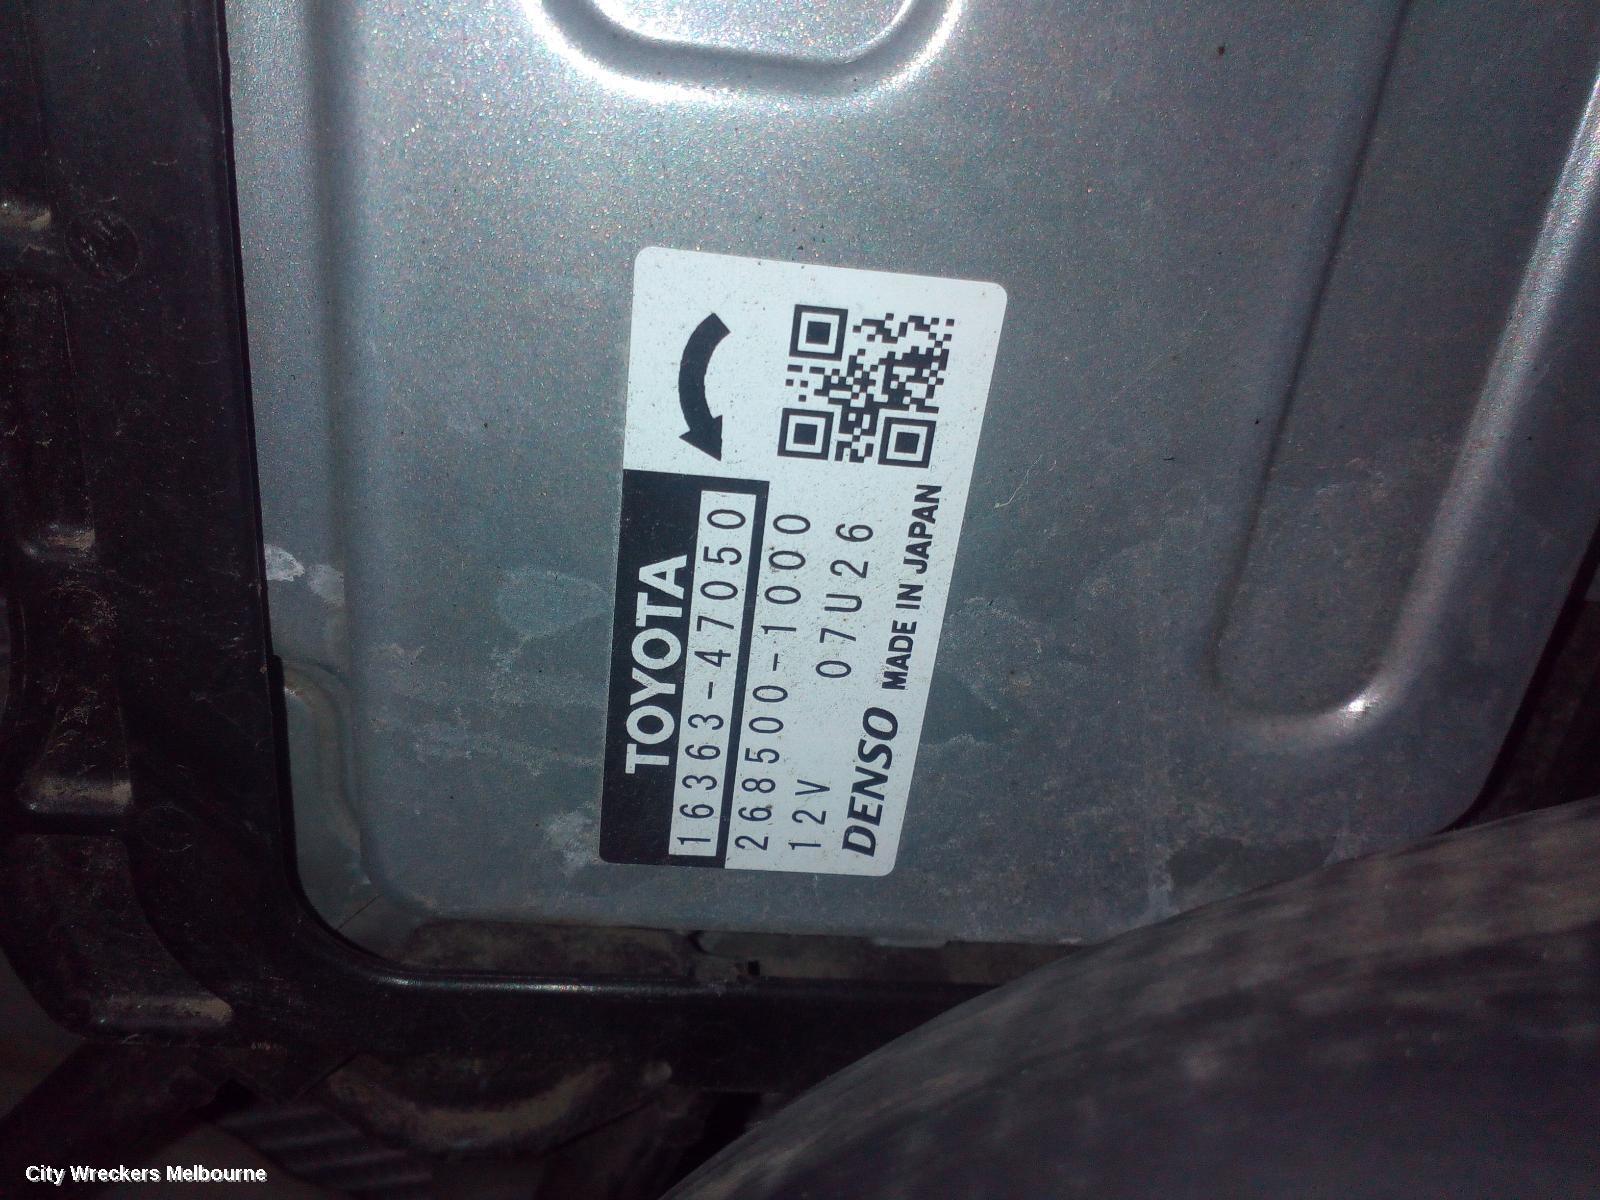 TOYOTA
16363-47050
268500-1000
12V 07U26
DENSO MADE IN JAPAN
City Wreckers Melbourne